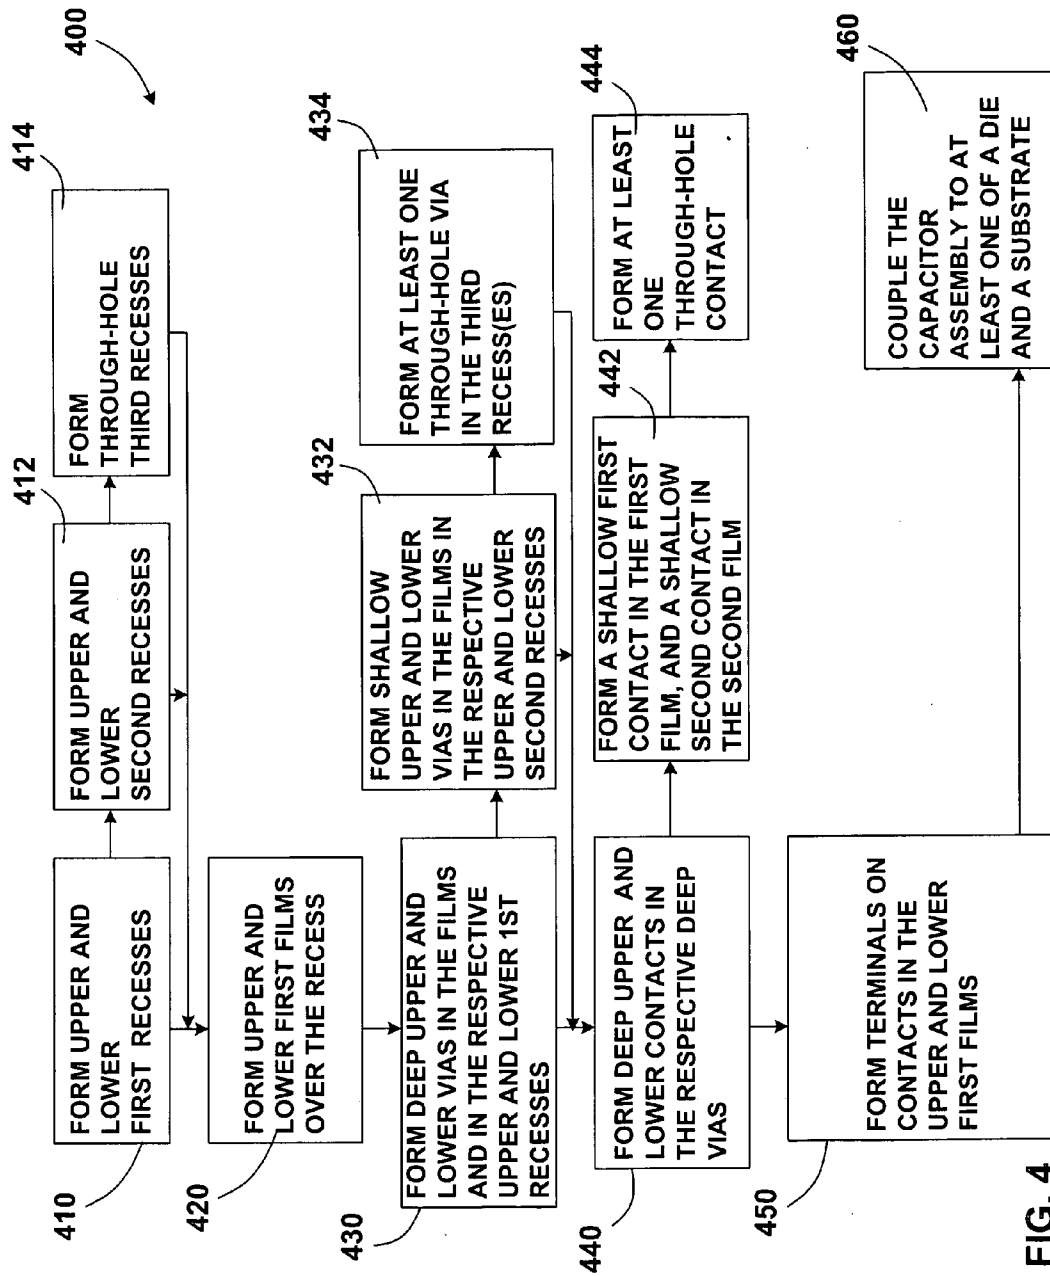 400
410
FORM UPPER AND
LOWER
FIRST RECESSES
412
FORM UPPER AND
LOWER
SECOND RECESSES
414
FORM
THROUGH-HOLE
THIRD RECESSES
420
FORM UPPER AND
LOWER FIRST FILMS
OVER THE RECESS
430
FORM DEEP UPPER AND
LOWER VIAS IN THE FILMS
AND IN THE RESPECTIVE
UPPER AND LOWER 1ST
RECESSES
432
FORM SHALLOW
UPPER AND LOWER
VIAS IN THE FILMS IN
THE RESPECTIVE
UPPER AND LOWER
SECOND RECESSES
434
FORM AT LEAST ONE
THROUGH-HOLE VIA
IN THE THIRD
RECESS(ES)
440
FORM DEEP UPPER AND
LOWER CONTACTS IN
THE RESPECTIVE DEEP
VIAS
442
FORM A SHALLOW FIRST
CONTACT IN THE FIRST
FILM, AND A SHALLOW
SECOND CONTACT IN
THE SECOND FILM
444
FORM AT LEAST
ONE
THROUGH-HOLE
CONTACT
450
FORM TERMINALS ON
CONTACTS IN THE
UPPER AND LOWER
FIRST FILMS
460
COUPLE THE
CAPACITOR
ASSEMBLY TO AT
LEAST ONE OF A DIE
AND A SUBSTRATE
FIG. 4